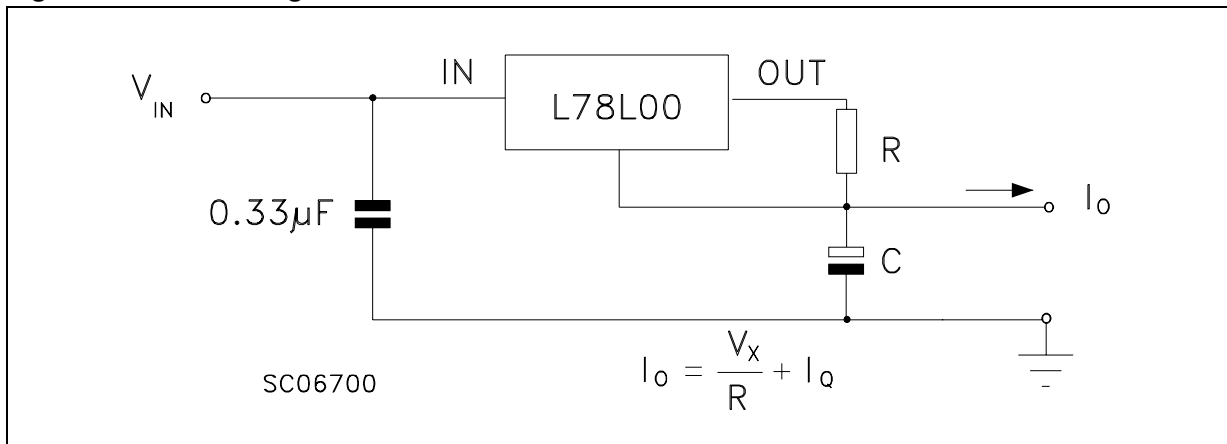 V_IN
IN
L78L00
OUT
R
0.33µF
I_O
C
I_O = V_X / R + I_Q
SC06700